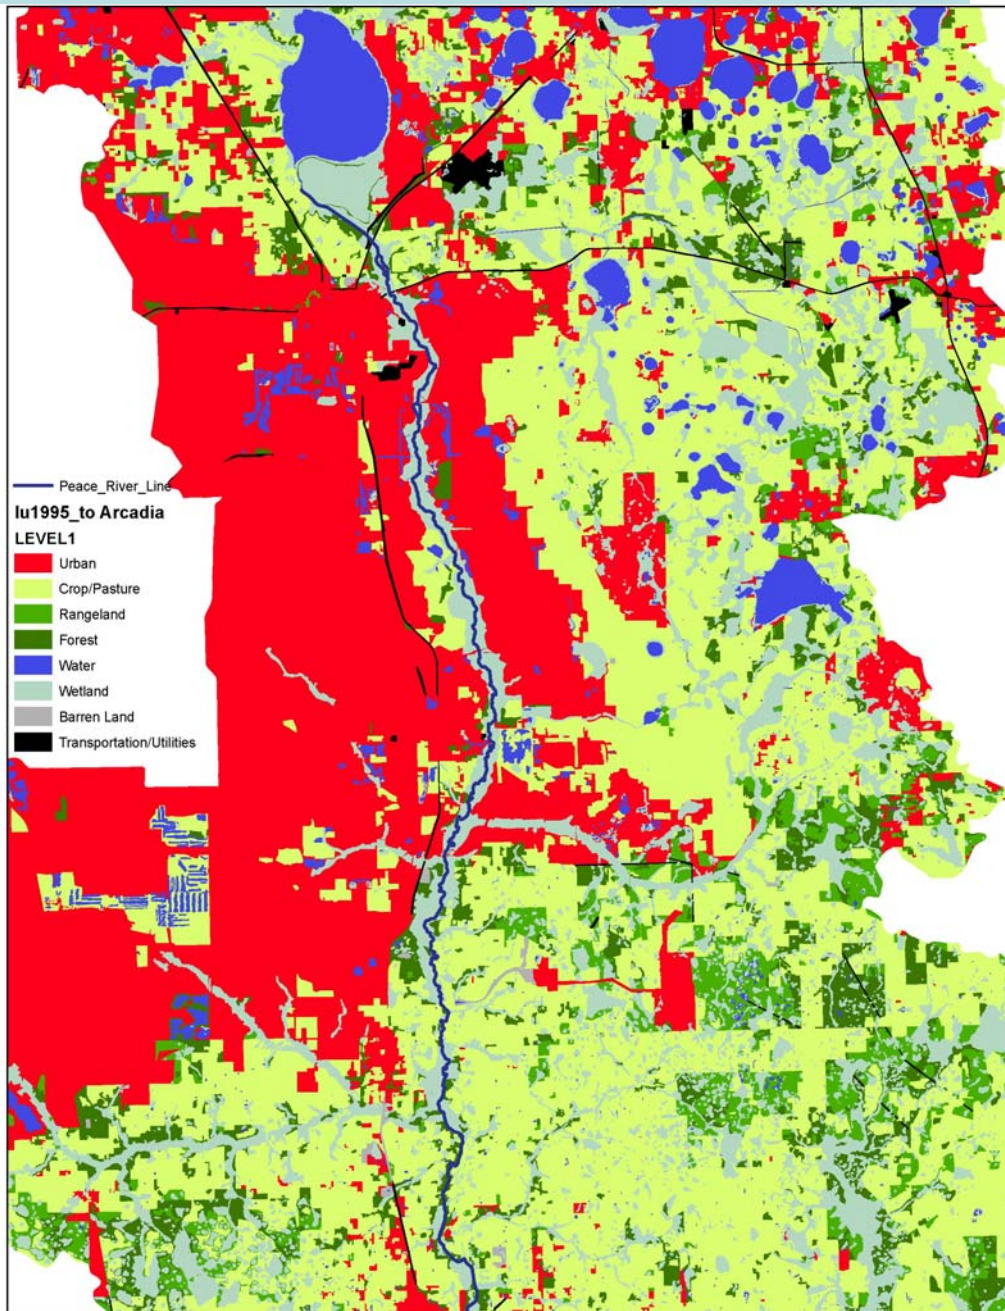 Peace_River_Line
lu1995_to Arcadia
LEVEL1
Urban
Crop/Pasture
Rangeland
Forest
Water
Wetland
Barren Land
Transportation/Utilities